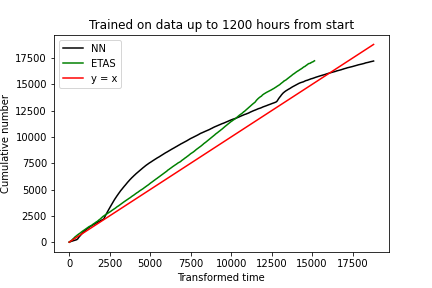 Trained on data up to 1200 hours from start
NN
ETAS
y = x
Cumulative number
17500
15000
12500
10000
7500
5000
2500
0
0
2500
5000
7500
10000
12500
15000
17500
Transformed time